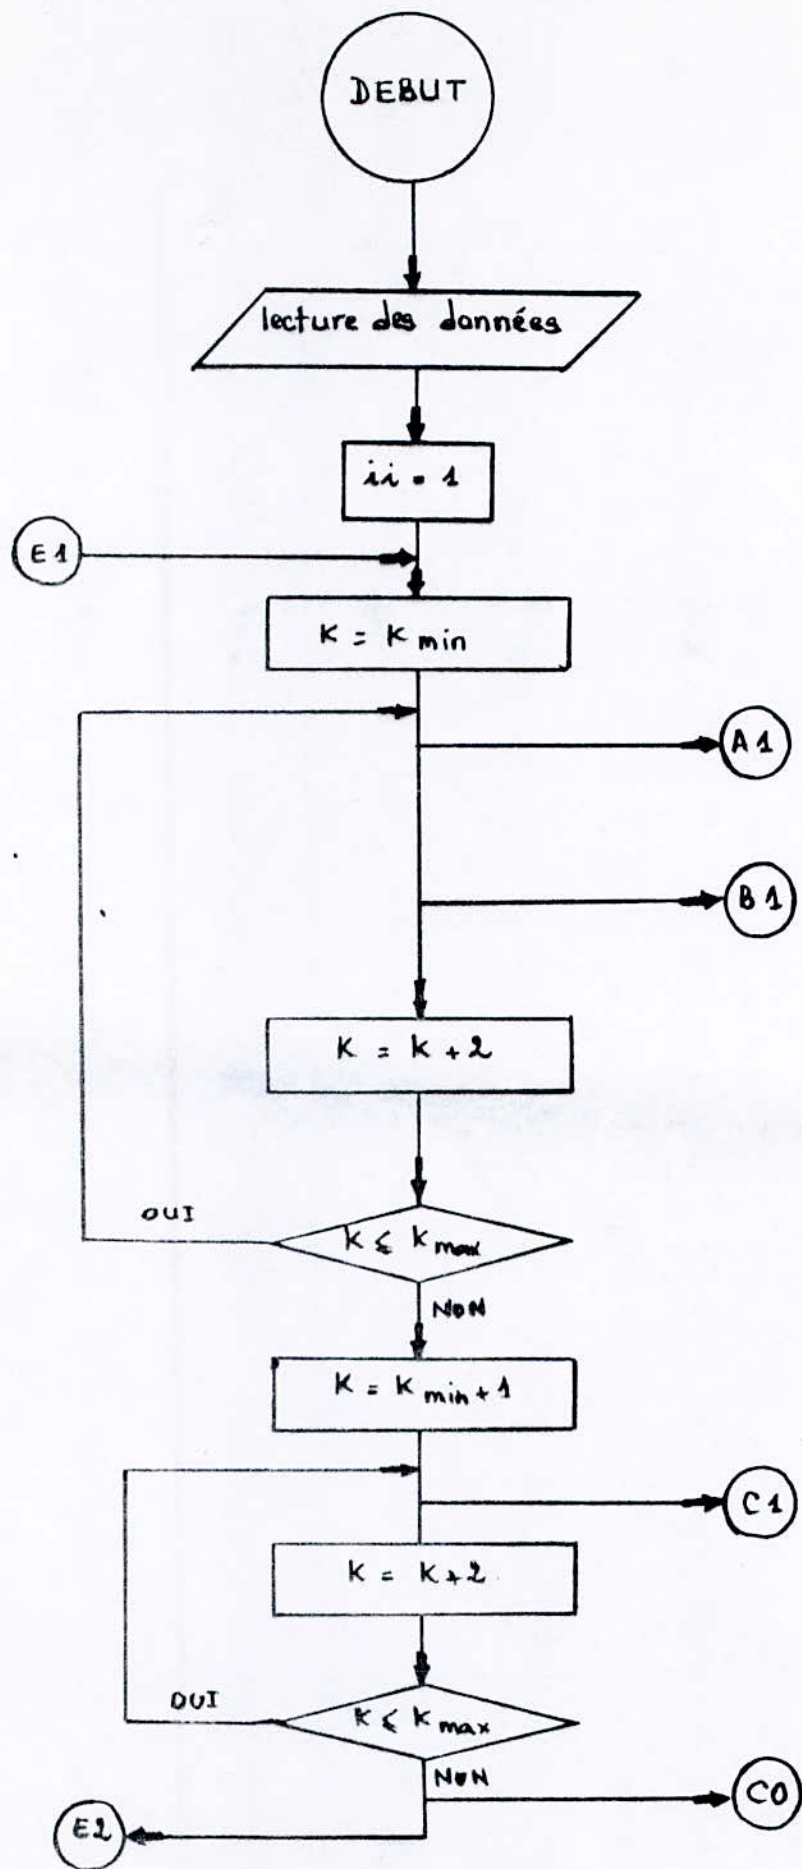 DEBUT
lecture des données
ii = 1
E1
K = K min
A1
B1
K = K + 2
OUI
K ≤ K max
NON
K = K min + 1
C1
K = K + 2
OUI
K ≤ K max
NON
C0
E2